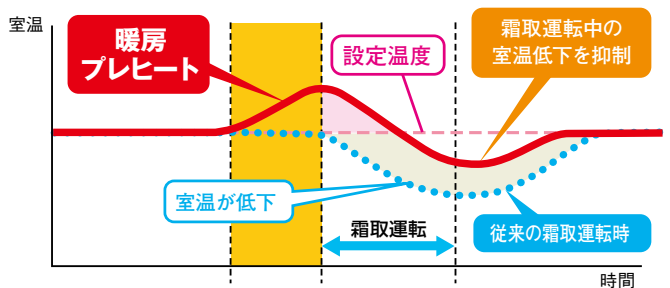 室温
暖房
プレヒート
設定温度
霜取運転中の
室温低下を抑制
室温が低下
霜取運転
従来の霜取運転時
時間